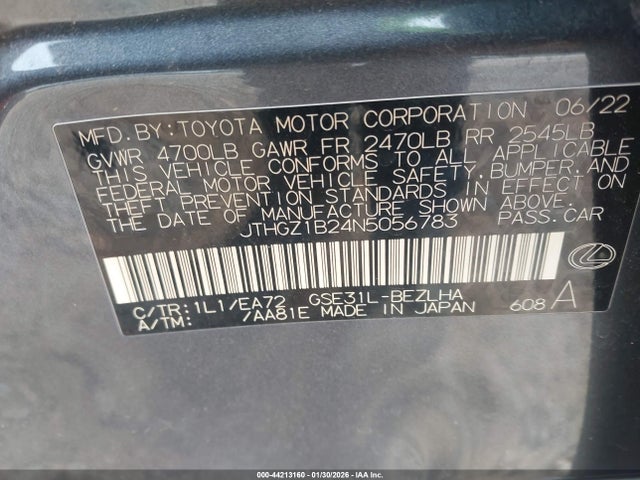 MFD.BY:TOYOTA MOTOR CORPORATION 06/22
GVWR 4700LB GAWR FR 2470LB RR 2545LB
THIS VEHICLE CONFORMS TO ALL APPLICABLE
FEDERAL MOTOR VEHICLE SAFETY,BUMPER,AND
THEFT PREVENTION STANDARDS IN EFFECT ON
THE DATE OF MANUFACTURE SHOWN ABOVE.
JTHGZ1B24N5056783 PASS.CAR
C/TR:1L1/EA72 GSE31L-BEZLHA
A/TM: /AA81E MADE IN JAPAN 608 A
000-44213160 - 01/30/2026 - IAA Inc.